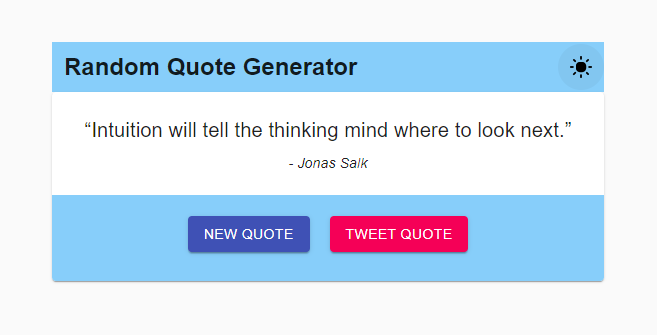 Random Quote Generator
“Intuition will tell the thinking mind where to look next.”
- Jonas Salk
NEW QUOTE
TWEET QUOTE